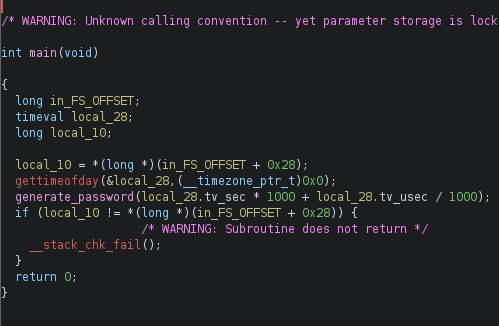 /* WARNING: Unknown calling convention -- yet parameter storage is lock
int main(void)
{
long in_FS_OFFSET;
timeval local_28;
long local_10;
local_10 = *(long *)(in_FS_OFFSET + 0x28);
gettimeofday(&local_28,(__timezone_ptr_t)0x0);
generate_password(local_28.tv_sec * 1000 + local_28.tv_usec / 1000);
if (local_10 != *(long *)(in_FS_OFFSET + 0x28)) {
/* WARNING: Subroutine does not return */
__stack_chk_fail();
}
return 0;
}